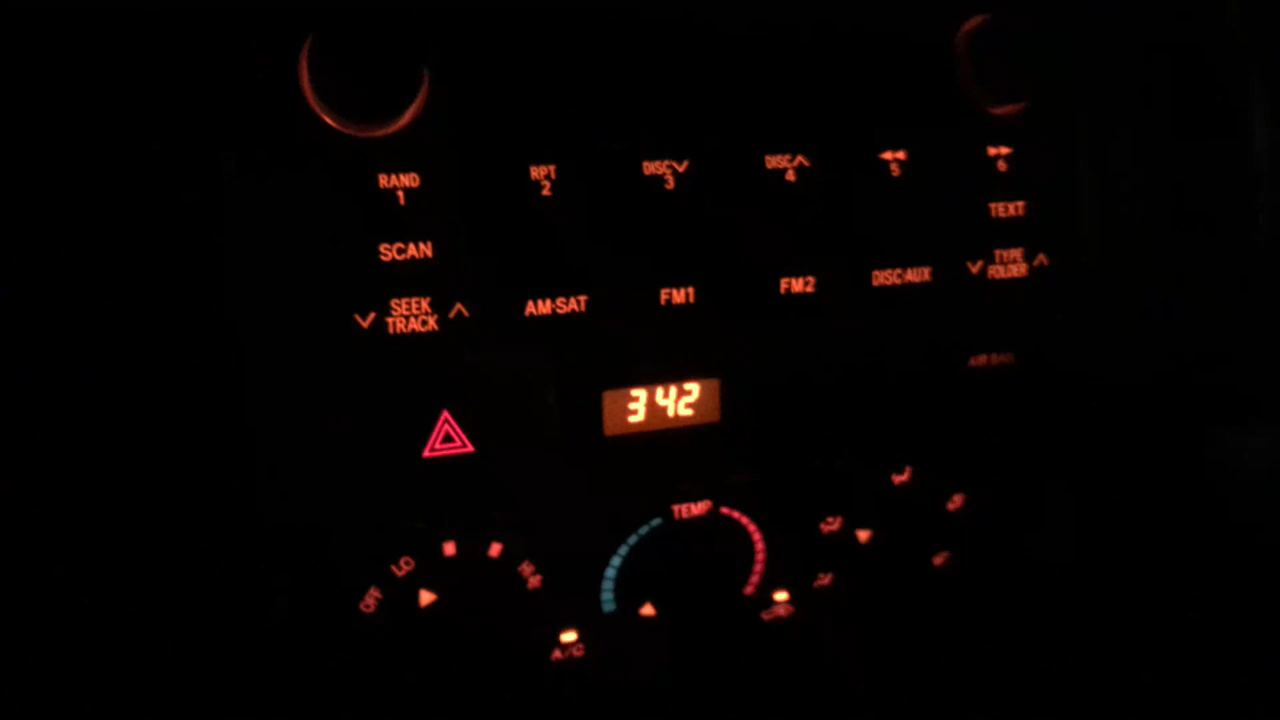 RAND RPT DISC DISC
1 2 3 4 5 6
TEXT
SCAN
TYPE
FOLDER
SEEK
TRACK
AM·SAT FM1 FM2 DISC·AUX
AIR BAG
342
TEMP
OFF LO HI
A/C